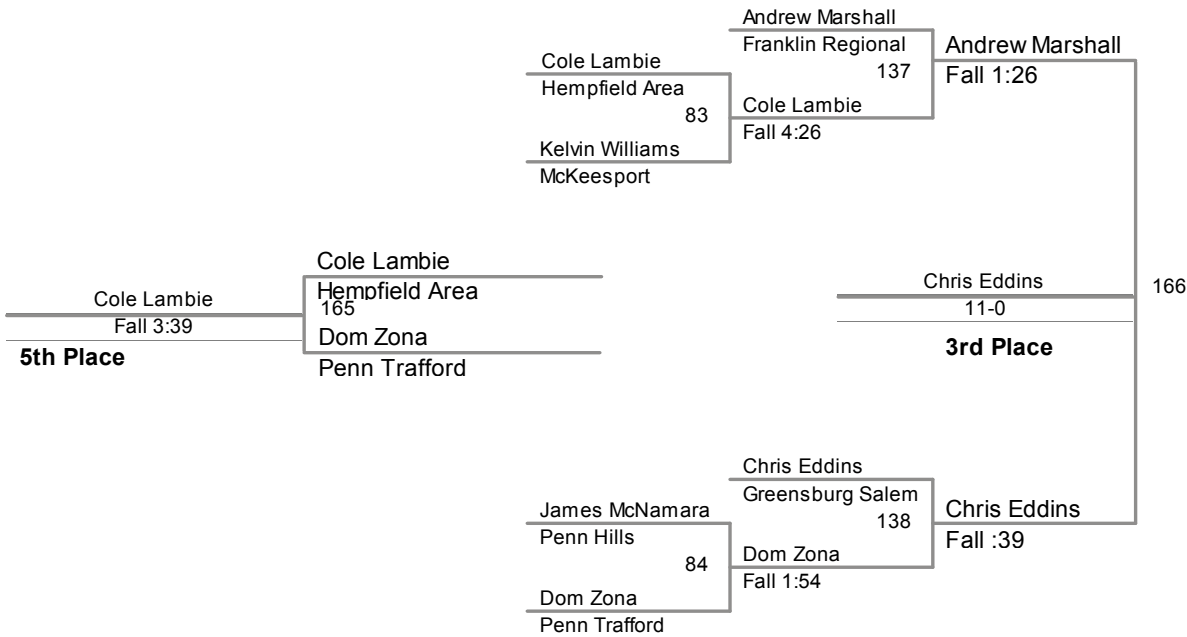 Andrew Marshall
Franklin Regional
137
Andrew Marshall
Fall 1:26
Cole Lambie
Hempfield Area
83
Cole Lambie
Fall 4:26
Kelvin Williams
McKeesport
Cole Lambie
Hempfield Area
165
Cole Lambie
Fall 3:39
5th Place
Dom Zona
Penn Trafford
Chris Eddins
11-0
3rd Place
166
Chris Eddins
Greensburg Salem
138
Chris Eddins
Fall :39
James McNamara
Penn Hills
84
Dom Zona
Fall 1:54
Dom Zona
Penn Trafford